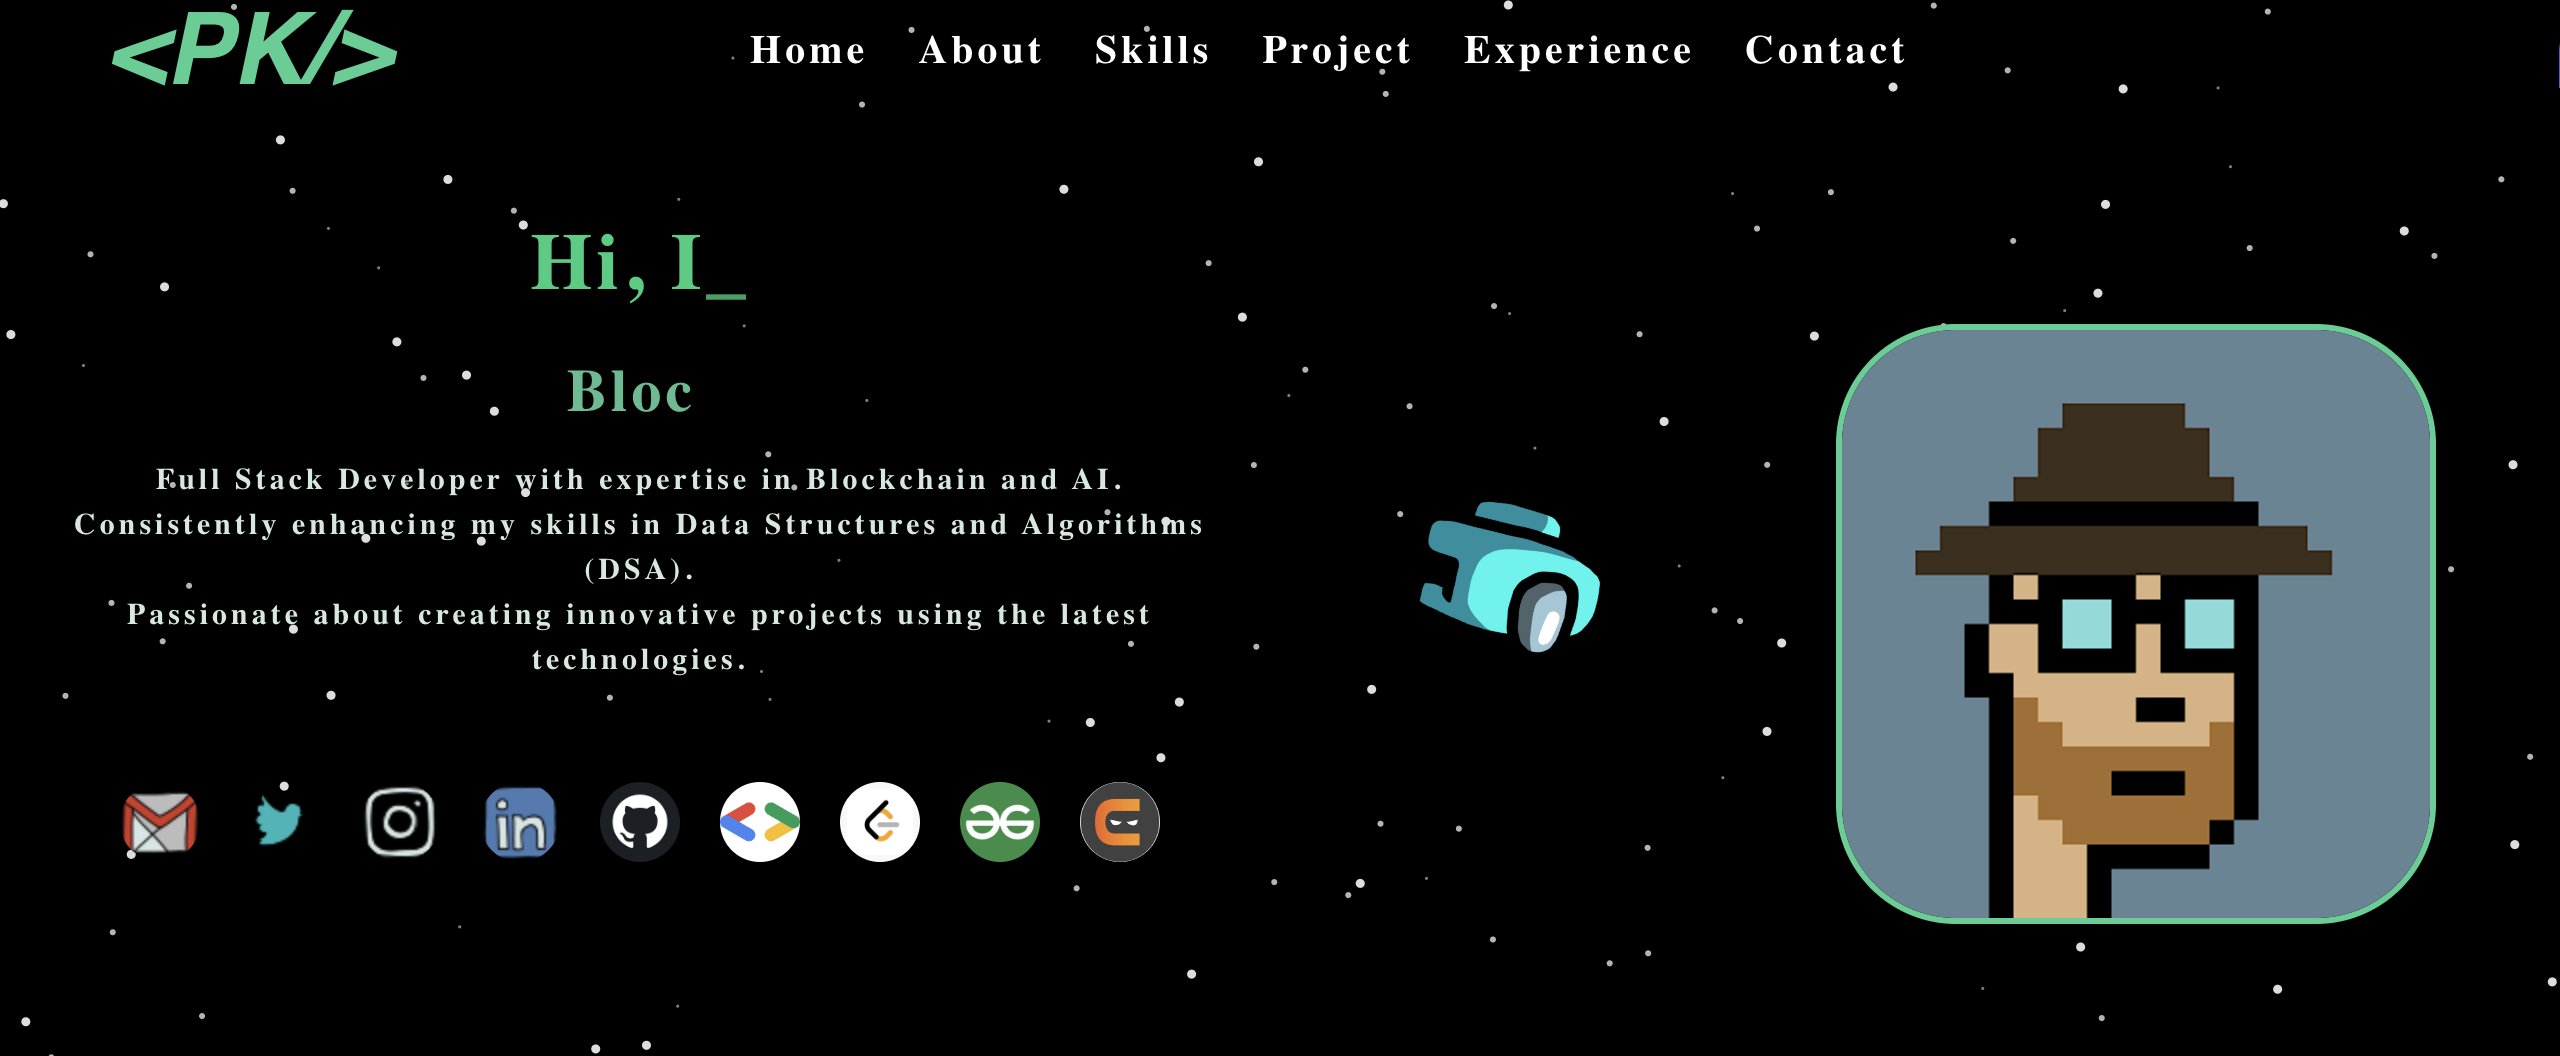 <PK/>
Home About Skills Project Experience Contact
Hi, I_
Bloc
Full Stack Developer with expertise in Blockchain and AI.
Consistently enhancing my skills in Data Structures and Algorithms
(DSA).
Passionate about creating innovative projects using the latest
technologies.
in